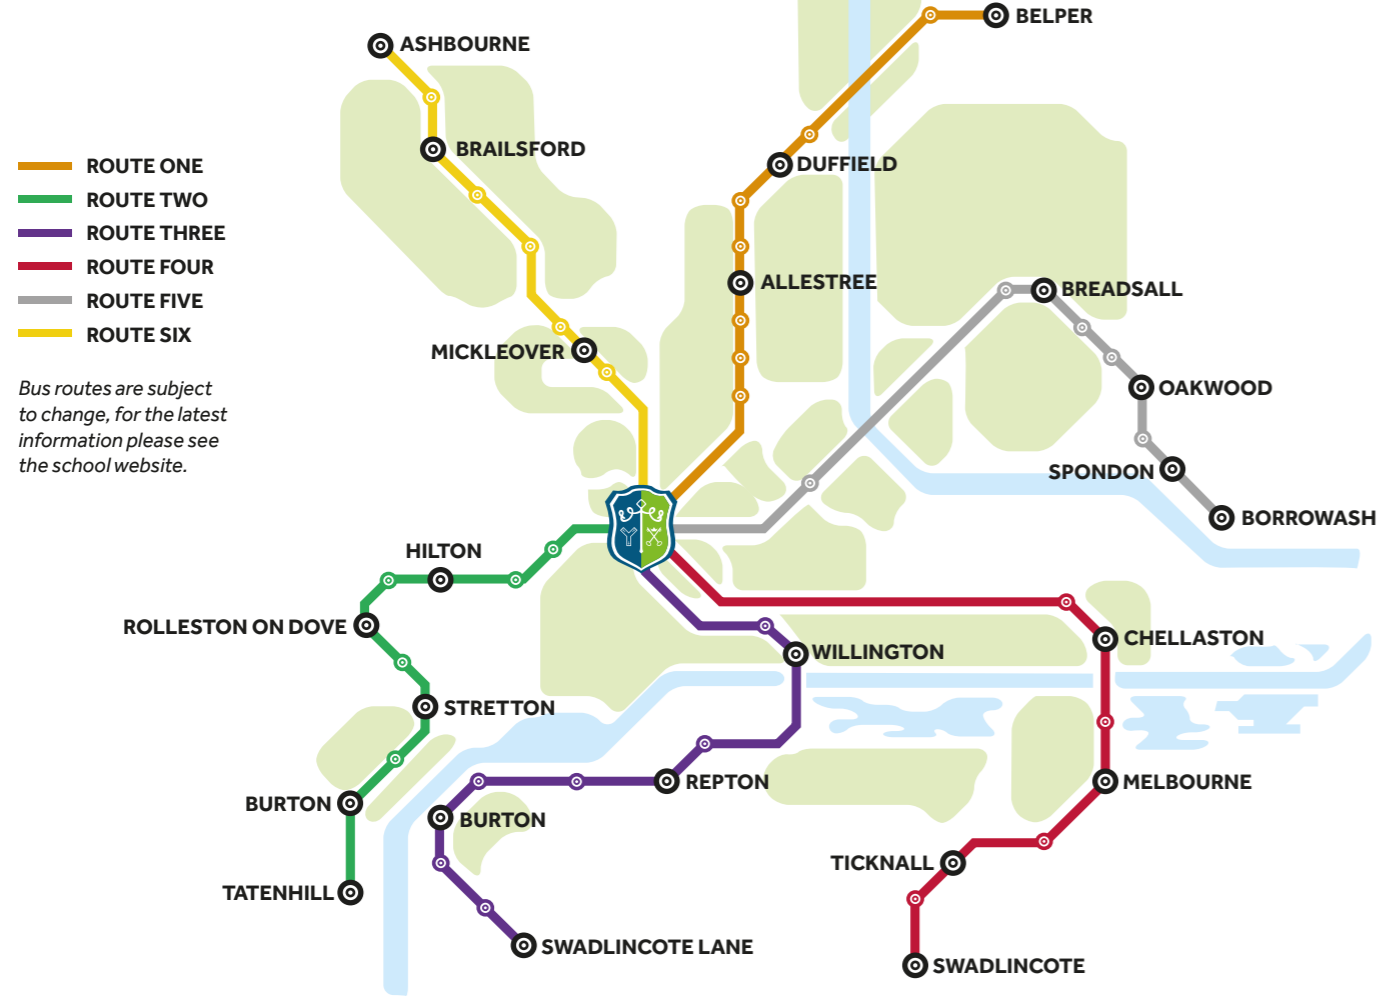 BELPER
ASHBOURNE
BRAILSFORD
DUFFIELD
ROUTE ONE
ROUTE TWO
ROUTE THREE
ROUTE FOUR
ROUTE FIVE
ROUTE SIX
Bus routes are subject
to change, for the latest
information please see
the school website.
ALLESTREE
BREADSALL
MICKLEOVER
OAKWOOD
SPONDON
BORROWASH
HILTON
ROLLESTON ON DOVE
CHELLASTON
WILLINGTON
STRETTON
REPTON
MELBOURNE
BURTON
BURTON
TICKNALL
TATENHILL
SWADLINCOTE LANE
SWADLINCOTE